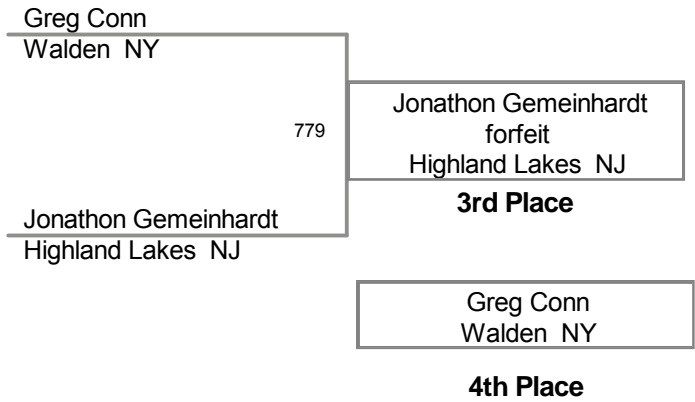 Greg Conn
Walden NY
779
Jonathon Gemeinhardt
forfeit
Highland Lakes NJ
3rd Place
Jonathon Gemeinhardt
Highland Lakes NJ
Greg Conn
Walden NY
4th Place